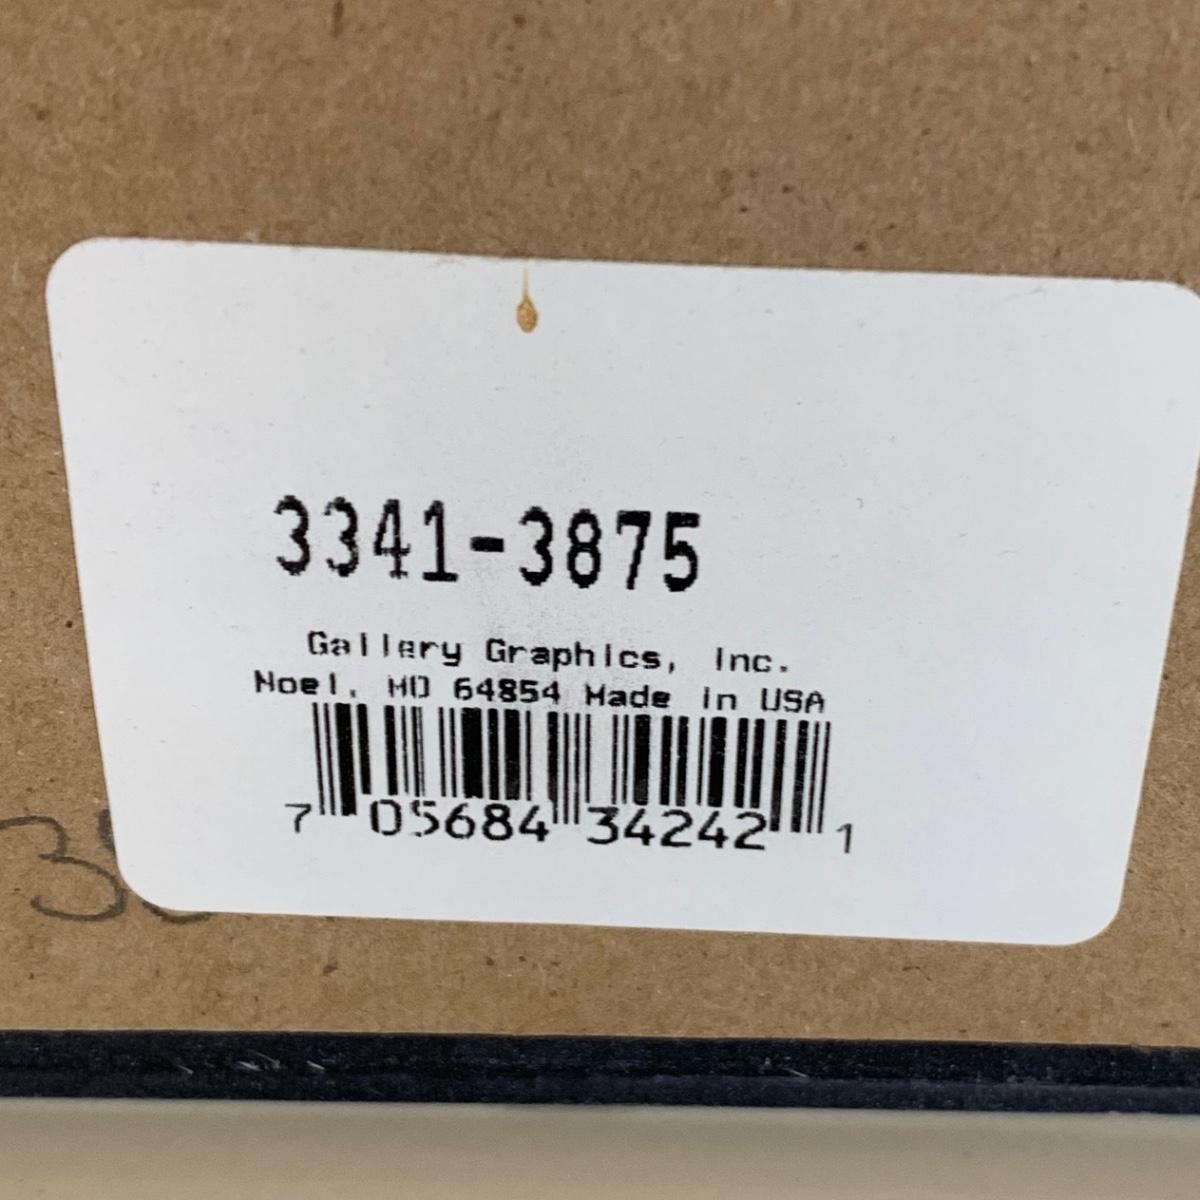 3341-3875
Gallery Graphics, Inc.
Noel, MO 64854 Made in USA
7 05684 34242 1